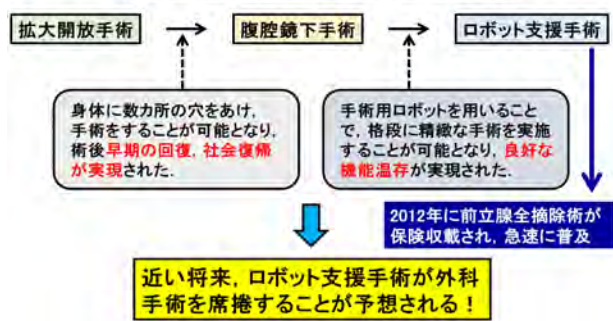 拡大開放手術
腹腔鏡下手術
ロボット支援手術
身体に数カ所の穴をあけ，
手術をすることが可能となり，
術後早期の回復，社会復帰
が実現された．
手術用ロボットを用いること
で，格段に精緻な手術を実施
することが可能となり，良好な
機能温存が実現された．
2012年に前立腺全摘除術が
保険収載され，急速に普及
近い将来，ロボット支援手術が外科
手術を席捲することが予想される！